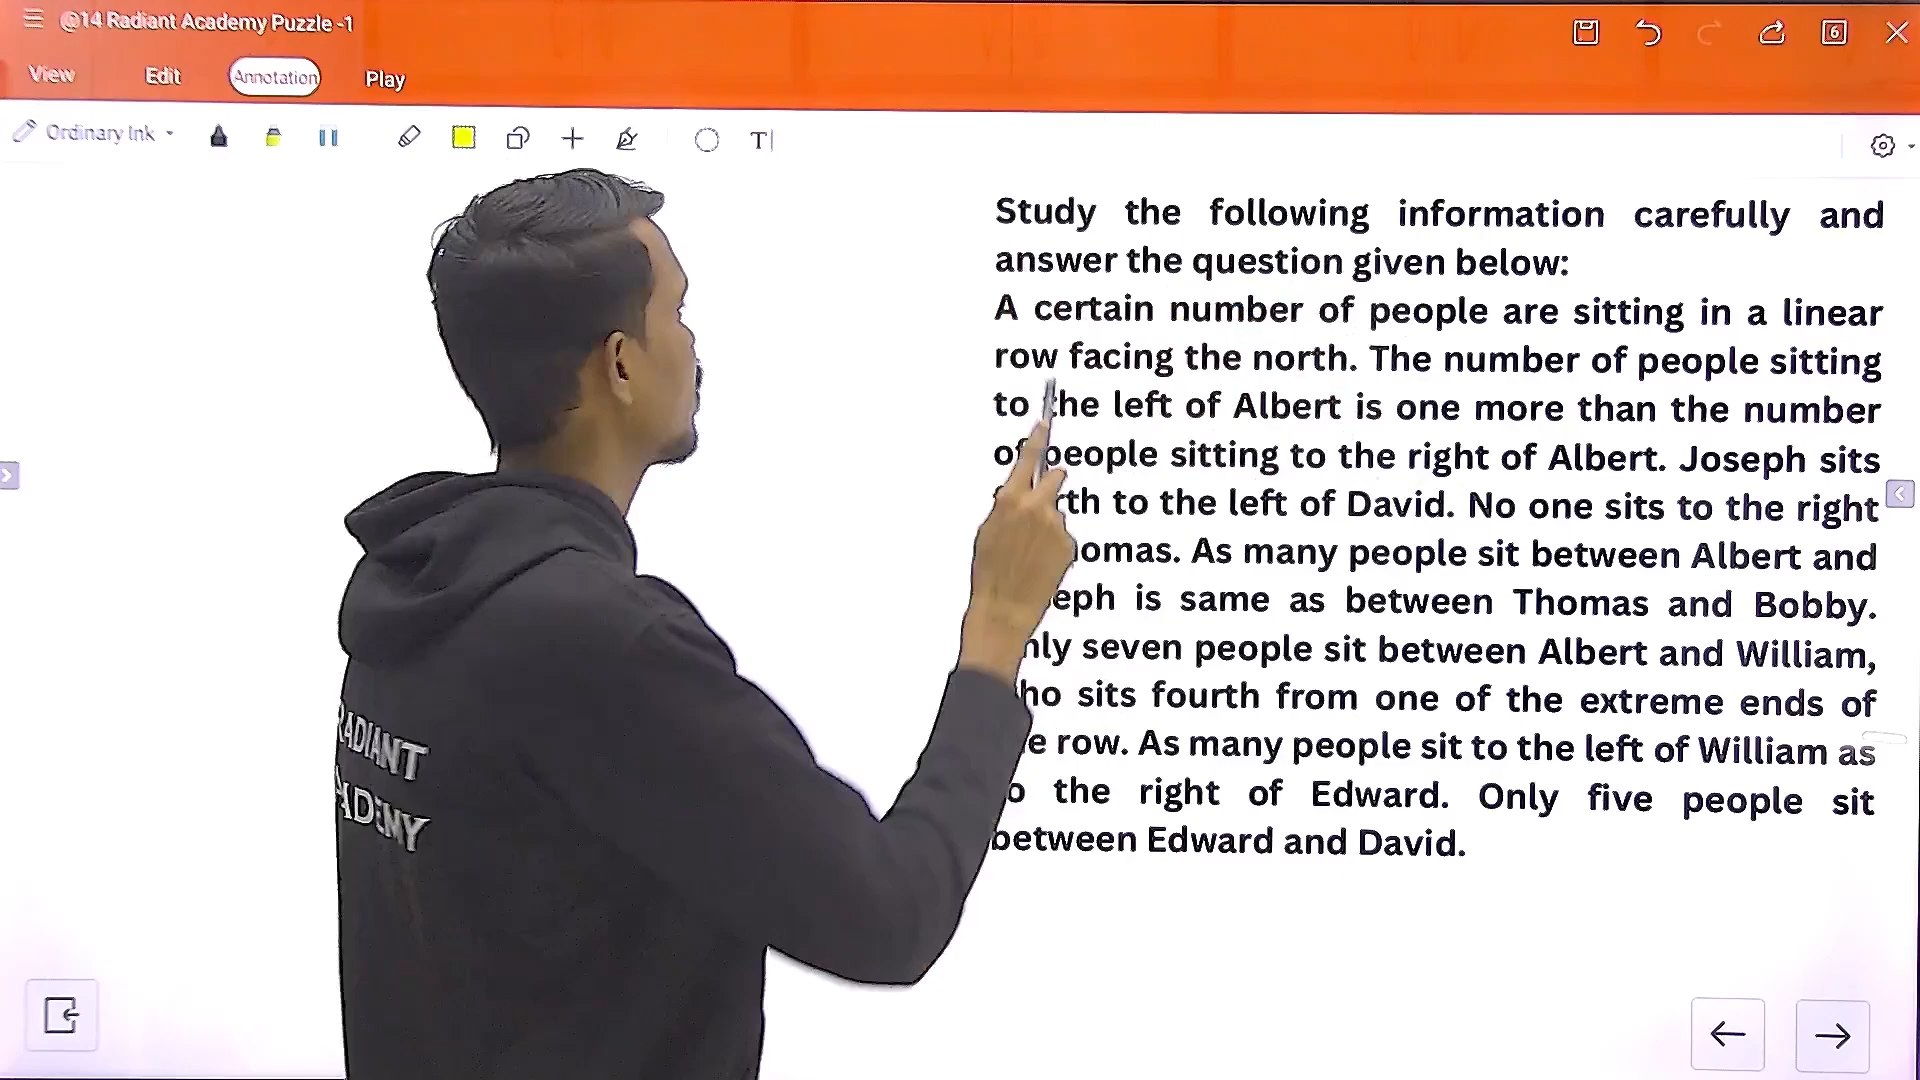 @14 Radiant Academy Puzzle -1
View Edit Annotation Play
Ordinary Ink
T
6
Study the following information carefully and
answer the question given below:
A certain number of people are sitting in a linear
row facing the north. The number of people sitting
to the left of Albert is one more than the number
of people sitting to the right of Albert. Joseph sits
rth to the left of David. No one sits to the right
homas. As many people sit between Albert and
eph is same as between Thomas and Bobby.
nly seven people sit between Albert and William,
ho sits fourth from one of the extreme ends of
e row. As many people sit to the left of William as
o the right of Edward. Only five people sit
between Edward and David.
RADIANT
ADEMY